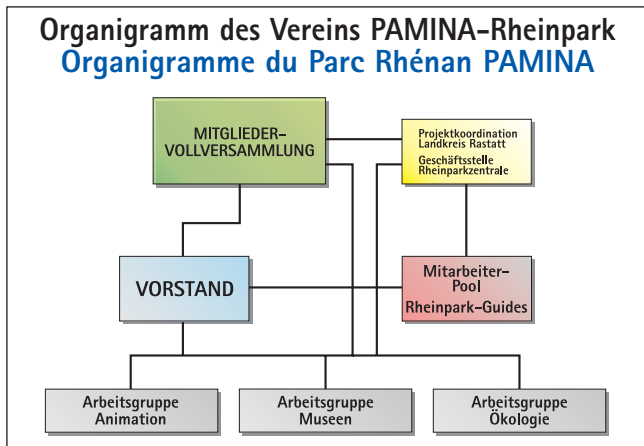 Organigramm des Vereins PAMINA-Rheinpark
Organigramme du Parc Rhénan PAMINA
MITGLIEDER-
VOLLVERSAMMLUNG
Projektkoordination
Landkreis Rastatt
Geschäftsstelle
Rheinparkzentrale
VORSTAND
Mitarbeiter-
Pool
Rheinpark-Guides
Arbeitsgruppe
Animation
Arbeitsgruppe
Museen
Arbeitsgruppe
Ökologie